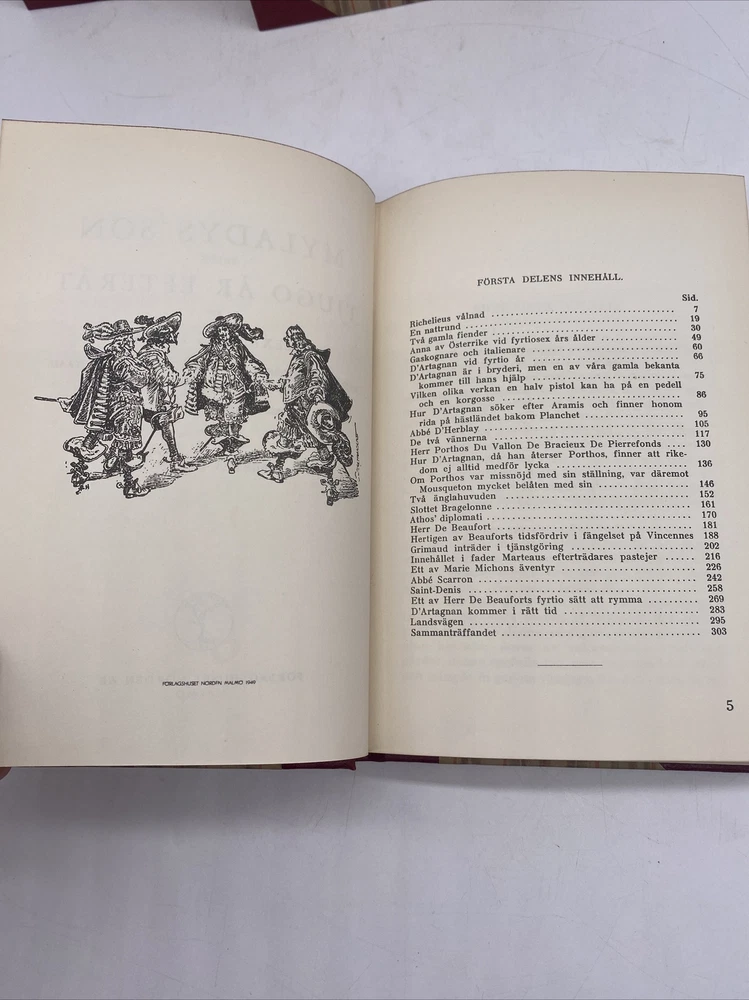 FÖRLAGSHUSET NORDEN MALMÖ 1949
FÖRSTA DELENS INNEHÅLL.
Sid.
Richelieus vålnad 7
En nattrund 19
Två gamla fiender 30
Anna av Österrike vid fyrtiosex års ålder 49
Gaskognare och italienare 60
D'Artagnan vid fyrtio år 66
D'Artagnan är i bryderi, men en av våra gamla bekanta
kommer till hans hjälp 75
Vilken olika verkan en halv pistol kan ha på en pedell
och en korgosse 86
Hur D'Artagnan söker efter Aramis och finner honom
rida på hästländet bakom Planchet 95
Abbé D'Herblay 105
De två vännerna 117
Herr Porthos Du Vallon De Bracieux De Pierrefonds 130
Hur D'Artagnan, då han återser Porthos, finner att rike-
dom ej alltid medför lycka 136
Om Porthos var missnöjd med sin ställning, var däremot
Mousqueton mycket belåten med sin 146
Två änglahuvuden 152
Slottet Bragelonne 161
Athos' diplomati 170
Herr De Beaufort 181
Hertigen av Beauforts tidsfördriv i fängelset på Vincennes 188
Grimaud inträder i tjänstgöring 202
Innehållet i fader Marteaus efterträdares pastejer 216
Ett av Marie Michons äventyr 226
Abbé Scarron 242
Saint-Denis 258
Ett av Herr De Beauforts fyrtio sätt att rymma 269
D'Artagnan kommer i rätt tid 283
Landsvägen 295
Sammanträffandet 303
5